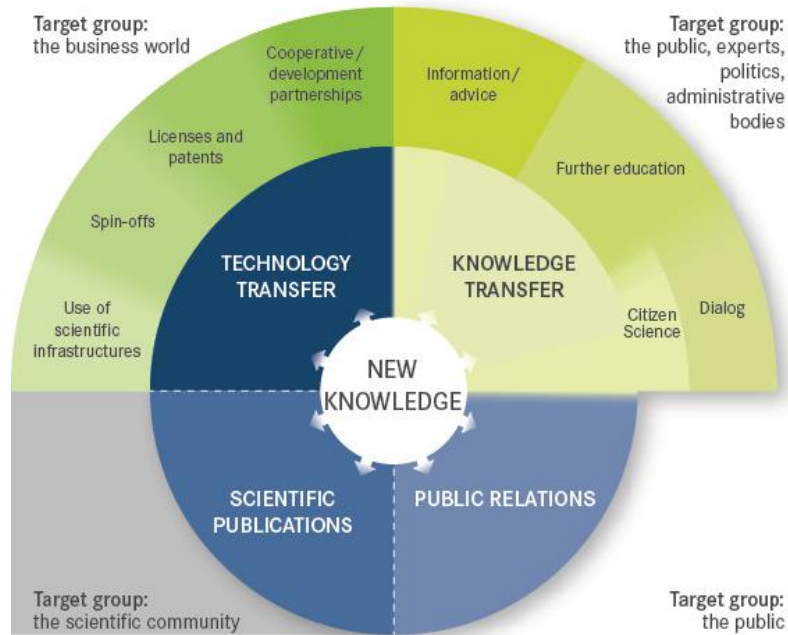 Target group:
the business world
Cooperative/
development
partnerships
Information/
advice
Target group:
the public, experts,
politics,
administrative
bodies
Licenses and
patents
Further education
Spin-offs
TECHNOLOGY
TRANSFER
KNOWLEDGE
TRANSFER
Use of
scientific
infrastructures
Citizen
Science
Dialog
NEW
KNOWLEDGE
SCIENTIFIC
PUBLICATIONS
PUBLIC RELATIONS
Target group:
the scientific community
Target group:
the public